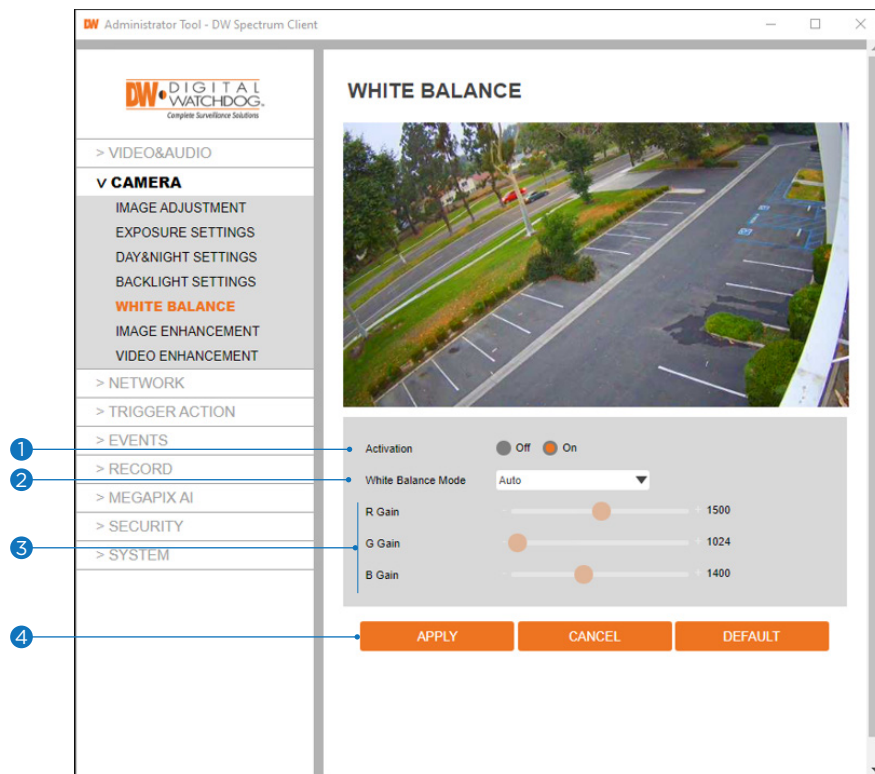 DW Administrator Tool - DW Spectrum Client
DW DIGITAL
WATCHDOG.
Complete Surveillance Solutions
> VIDEO&AUDIO
v CAMERA
IMAGE ADJUSTMENT
EXPOSURE SETTINGS
DAY&NIGHT SETTINGS
BACKLIGHT SETTINGS
WHITE BALANCE
IMAGE ENHANCEMENT
VIDEO ENHANCEMENT
> NETWORK
> TRIGGER ACTION
> EVENTS
> RECORD
> MEGAPIX AI
> SECURITY
> SYSTEM
WHITE BALANCE
1 Activation Off On
2 White Balance Mode Auto
3
R Gain - + 1500
G Gain - + 1024
B Gain - + 1400
4 APPLY CANCEL DEFAULT